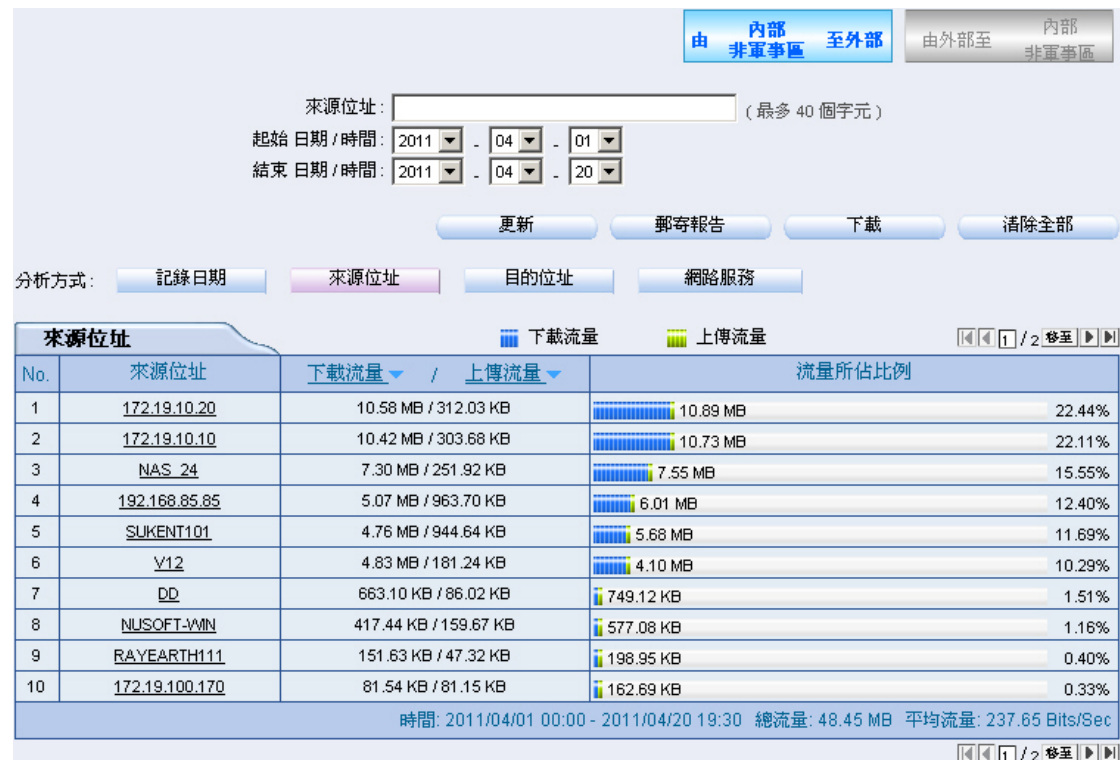 由 內部 非軍事區 至外部
由外部至 內部 非軍事區
來源位址: (最多 40 個字元)
起始 日期 / 時間: 2011 - 04 - 01
結束 日期 / 時間: 2011 - 04 - 20
更新 郵寄報告 下載 清除全部
分析方式: 記錄日期 來源位址 目的位址 網路服務
來源位址 下載流量 上傳流量 1 / 2 移至
No. 來源位址 下載流量 / 上傳流量 流量所佔比例
1 172.19.10.20 10.58 MB / 312.03 KB 10.89 MB 22.44%
2 172.19.10.10 10.42 MB / 303.68 KB 10.73 MB 22.11%
3 NAS_24 7.30 MB / 251.92 KB 7.55 MB 15.55%
4 192.168.85.85 5.07 MB / 963.70 KB 6.01 MB 12.40%
5 SUKENT101 4.76 MB / 944.64 KB 5.68 MB 11.69%
6 V12 4.83 MB / 181.24 KB 4.10 MB 10.29%
7 DD 663.10 KB / 86.02 KB 749.12 KB 1.51%
8 NUSOFT-WIN 417.44 KB / 159.67 KB 577.08 KB 1.16%
9 RAYEARTH111 151.63 KB / 47.32 KB 198.95 KB 0.40%
10 172.19.100.170 81.54 KB / 81.15 KB 162.69 KB 0.33%
時間: 2011/04/01 00:00 - 2011/04/20 19:30 總流量: 48.45 MB 平均流量: 237.65 Bits/Sec
1 / 2 移至